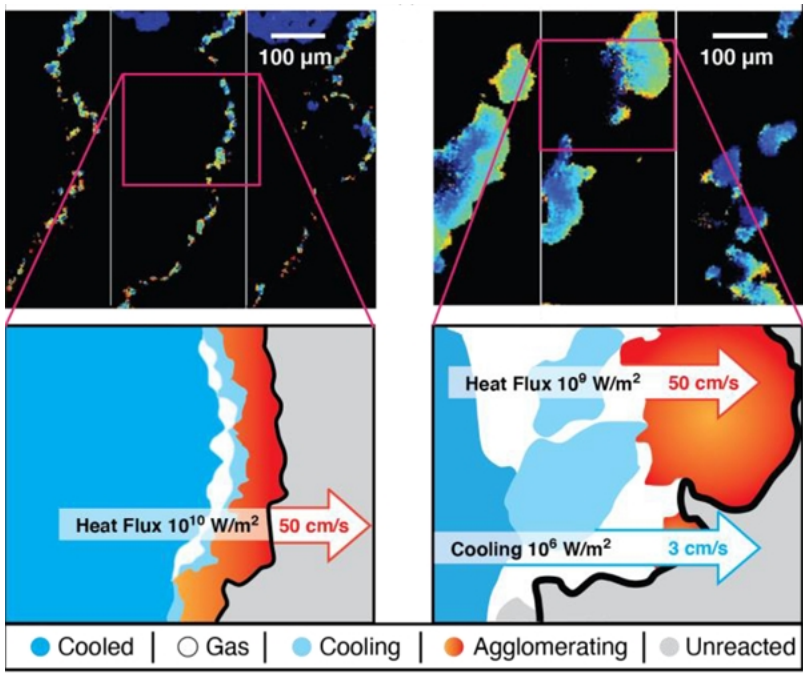 100 µm
100 µm
Heat Flux 10¹⁰ W/m² 50 cm/s
Heat Flux 10⁹ W/m² 50 cm/s
Cooling 10⁶ W/m² 3 cm/s
Cooled | Gas | Cooling | Agglomerating | Unreacted